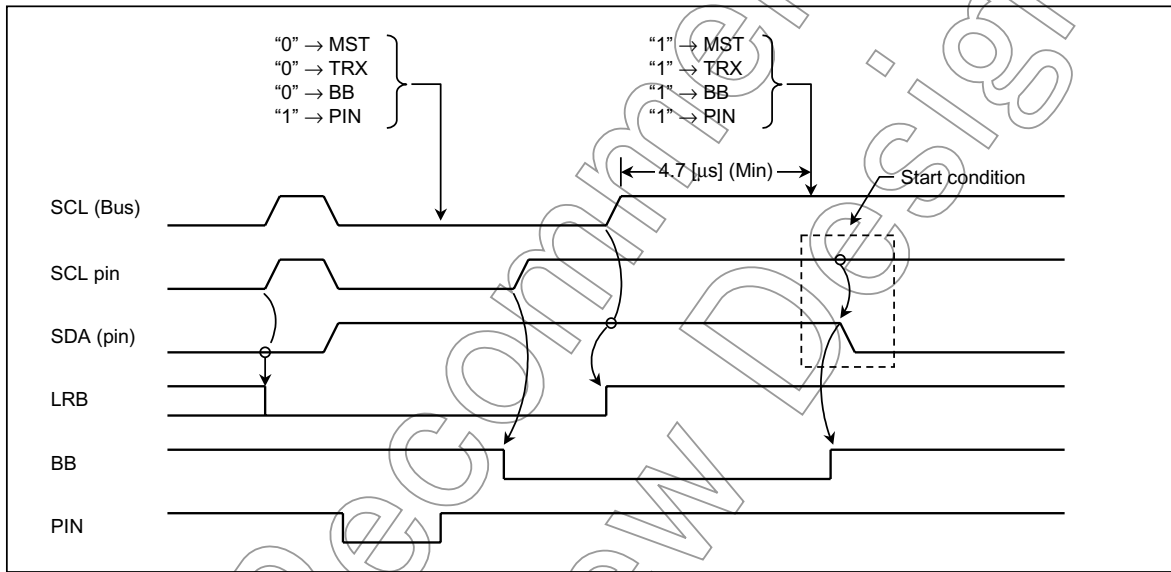 “0” → MST
“0” → TRX
“0” → BB
“1” → PIN
“1” → MST
“1” → TRX
“1” → BB
“1” → PIN
4.7 [μs] (Min)
Start condition
SCL (Bus)
SCL pin
SDA (pin)
LRB
BB
PIN